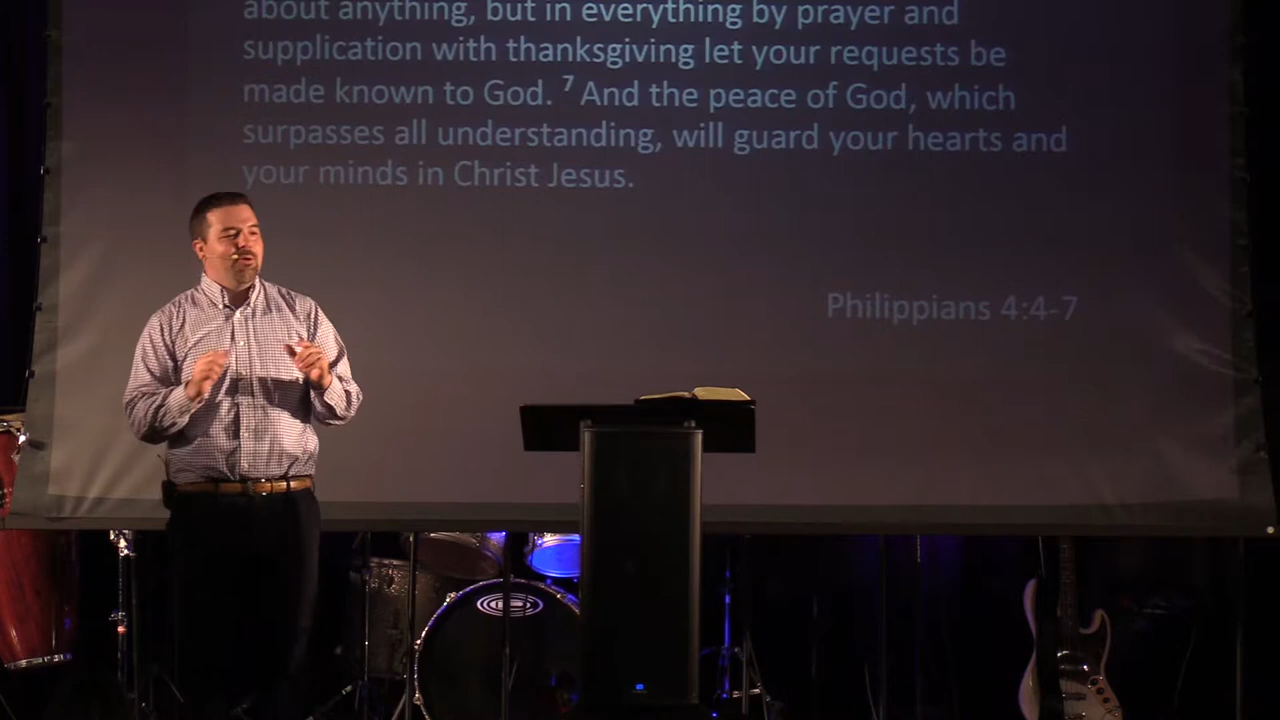 about anything, but in everything by prayer and
supplication with thanksgiving let your requests be
made known to God. ⁷ And the peace of God, which
surpasses all understanding, will guard your hearts and
your minds in Christ Jesus.
Philippians 4:4-7